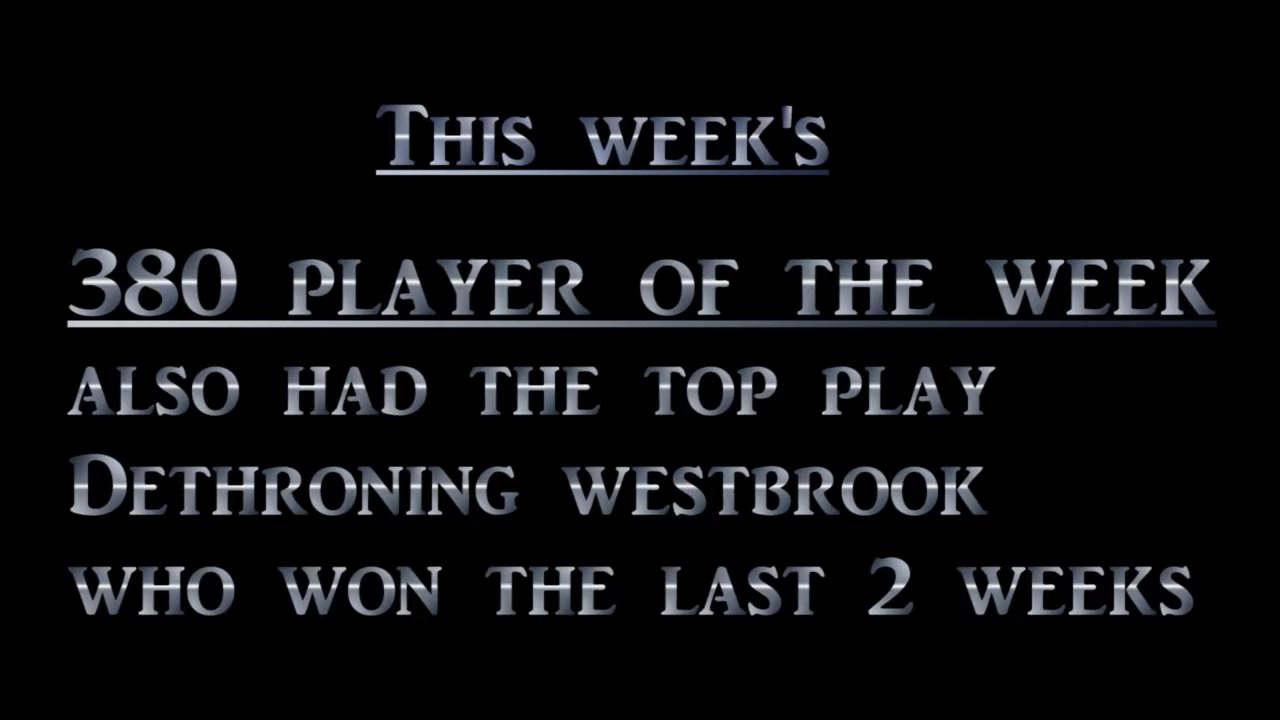 This week's
380 player of the week
also had the top play
Dethroning westbrook
who won the last 2 weeks